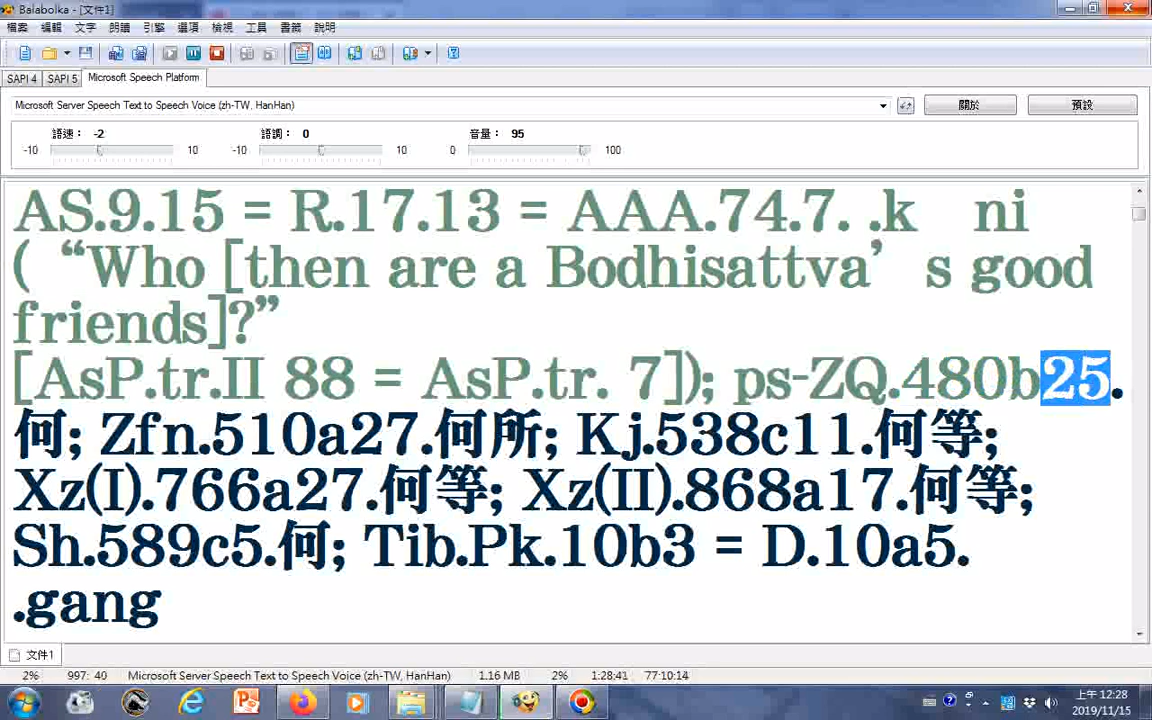 Balabolka - [文件1]
檔案 編輯 文字 朗讀 引擎 選項 檢視 工具 書籤 說明
SAPI 4 SAPI 5 Microsoft Speech Platform
Microsoft Server Speech Text to Speech Voice (zh-TW, HanHan) 關於 預設
語速： -2 語調： 0 音量： 95
-10 10 -10 10 0 100
AS.9.15 = R.17.13 = AAA.74.7. .k ni
(“Who [then are a Bodhisattva’s good
friends]?”
[AsP.tr.II 88 = AsP.tr. 7]); ps-ZQ.480b25.
何; Zfn.510a27.何所; Kj.538c11.何等;
Xz(I).766a27.何等; Xz(II).868a17.何等;
Sh.589c5.何; Tib.Pk.10b3 = D.10a5.
.gang
文件1
2% 997: 40 Microsoft Server Speech Text to Speech Voice (zh-TW, HanHan) 1.16 MB 2% 1:28:41 77:10:14
上午 12:28
2019/11/15